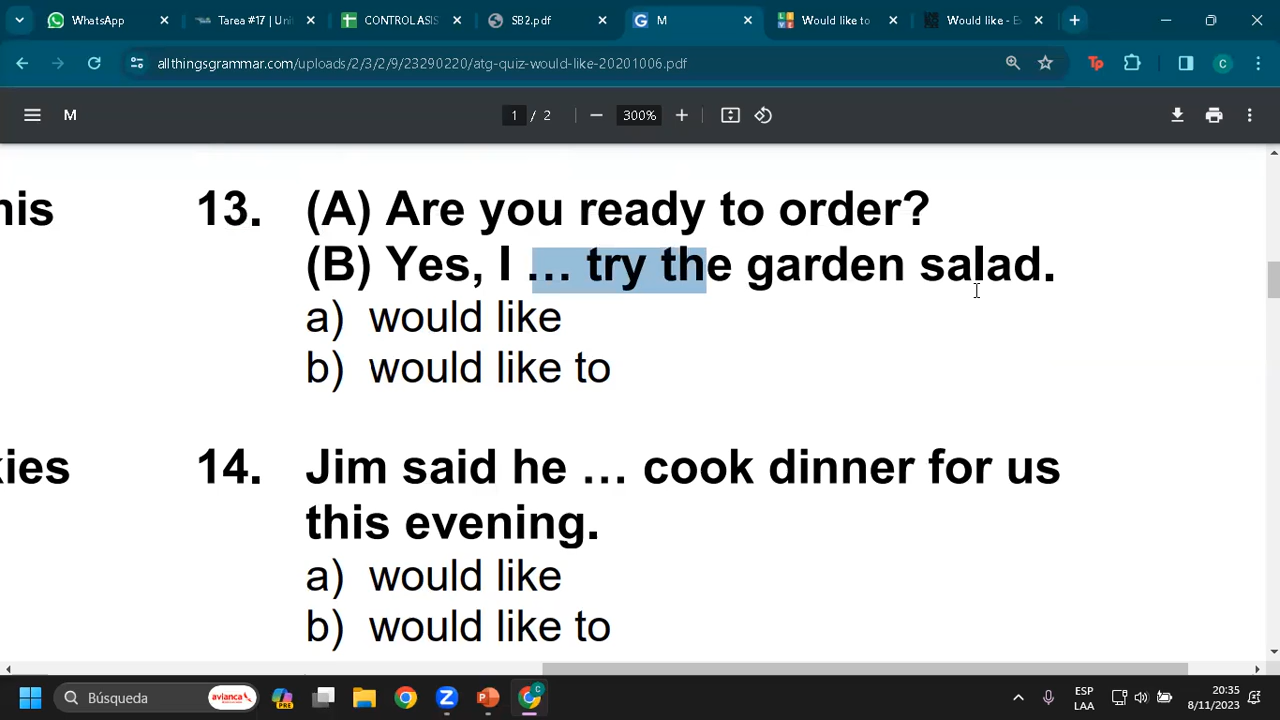 WhatsApp
Tarea #17 | Uni
CONTROL ASIS
SB2.pdf
M
Would like to
Would like - E
allthingsgrammar.com/uploads/2/3/2/9/23290220/atg-quiz-would-like-20201006.pdf
Tp
C
M
1 / 2
300%
his
13. (A) Are you ready to order?
(B) Yes, I … try the garden salad.
a) would like
b) would like to
kies
14. Jim said he … cook dinner for us
this evening.
a) would like
b) would like to
Búsqueda
avianca
PRE
ESP
LAA
20:35
8/11/2023